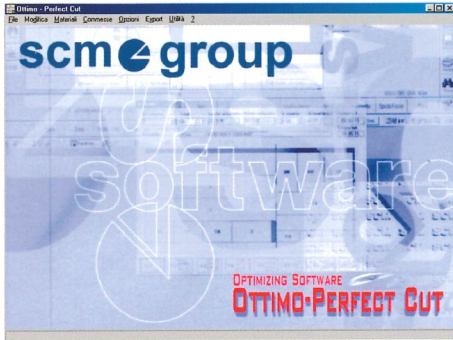 Ottimo - Perfect Cut
File Modifica Materiali Commesse Opzioni Export Utilità ?
scm group
software
OPTIMIZING SOFTWARE
OTTIMO-PERFECT CUT